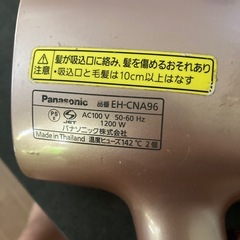 髪が吸込口に絡み、髪を傷めるおそれあり
・吸込口と毛髪は10cm以上はなす
Panasonic 品番 EH-CNA96
PS E JET AC100 V 50-60 Hz
1200 W
パナソニック株式会社
Made in Thailand 温度ヒューズ 142℃ 2個
注意